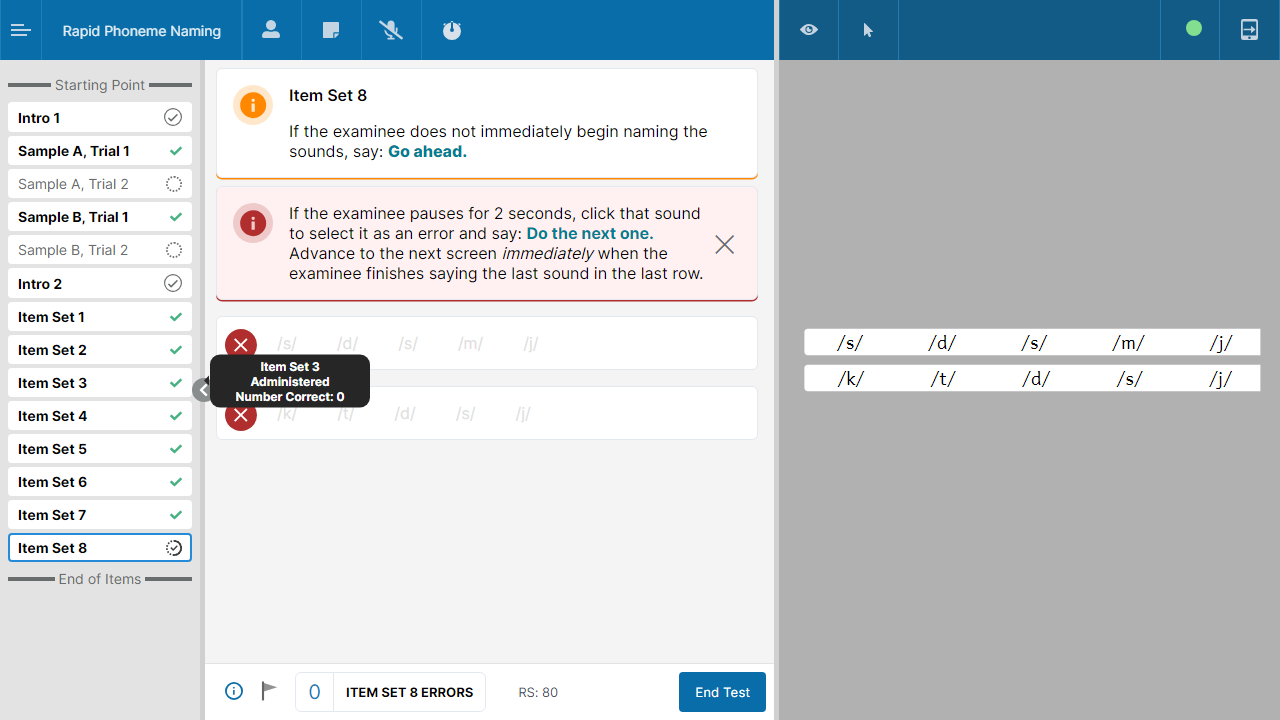 Rapid Phoneme Naming
Starting Point
Intro 1
Sample A, Trial 1
Sample A, Trial 2
Sample B, Trial 1
Sample B, Trial 2
Intro 2
Item Set 1
Item Set 2
Item Set 3
Item Set 4
Item Set 5
Item Set 6
Item Set 7
Item Set 8
End of Items
Item Set 8
If the examinee does not immediately begin naming the
sounds, say: Go ahead.
If the examinee pauses for 2 seconds, click that sound
to select it as an error and say: Do the next one.
Advance to the next screen immediately when the
examinee finishes saying the last sound in the last row.
/s/ /d/ /s/ /m/ /j/
Item Set 3
Administered
Number Correct: 0
/k/ /t/ /d/ /s/ /j/
0 ITEM SET 8 ERRORS RS: 80 End Test
/s/ /d/ /s/ /m/ /j/
/k/ /t/ /d/ /s/ /j/